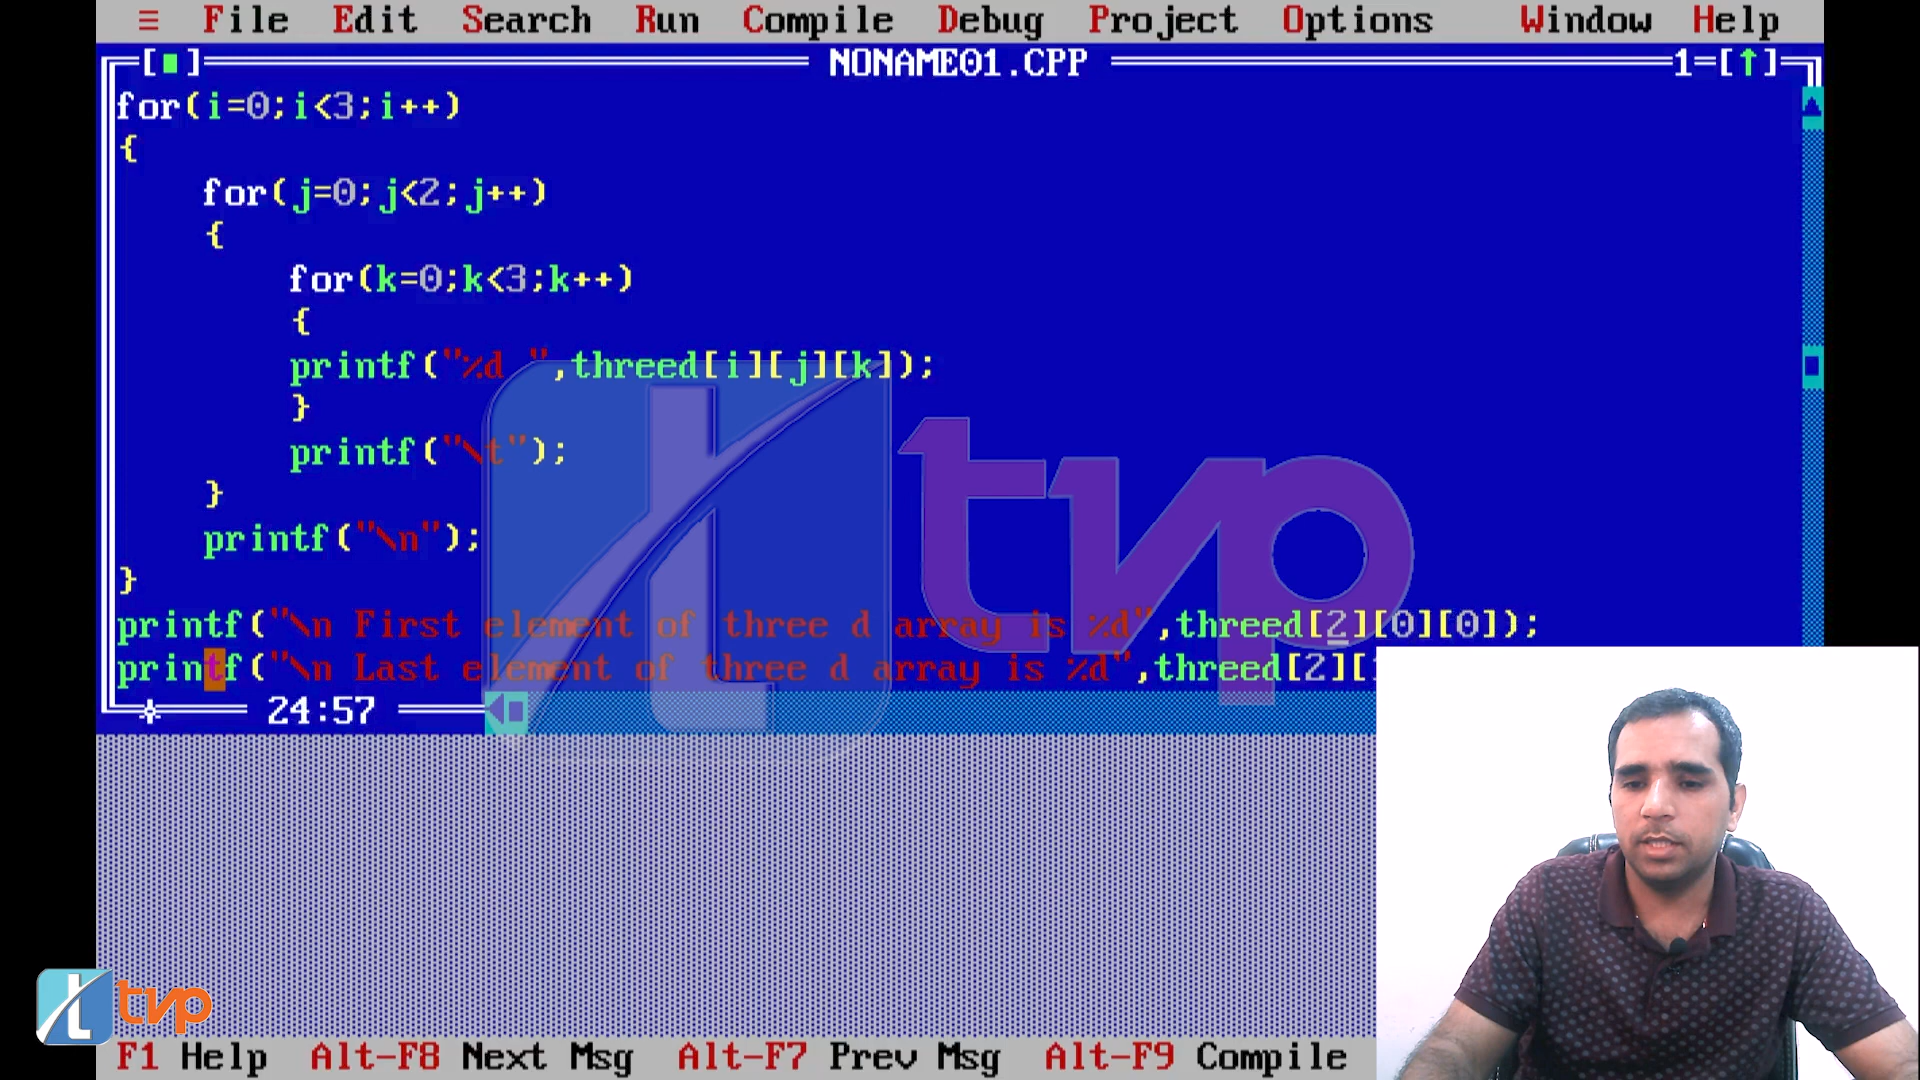 ≡ File Edit Search Run Compile Debug Project Options Window Help
[■] NONAME01.CPP 1=[↑]
for(i=0;i<3;i++)
{
for(j=0;j<2;j++)
{
for(k=0;k<3;k++)
{
printf("%d ",threed[i][j][k]);
}
printf("\t");
}
printf("\n");
}
printf("\n First element of three d array is %d",threed[2][0][0]);
printf("\n Last element of three d array is %d",threed[2][
24:57
tvp
tvp
F1 Help Alt-F8 Next Msg Alt-F7 Prev Msg Alt-F9 Compile